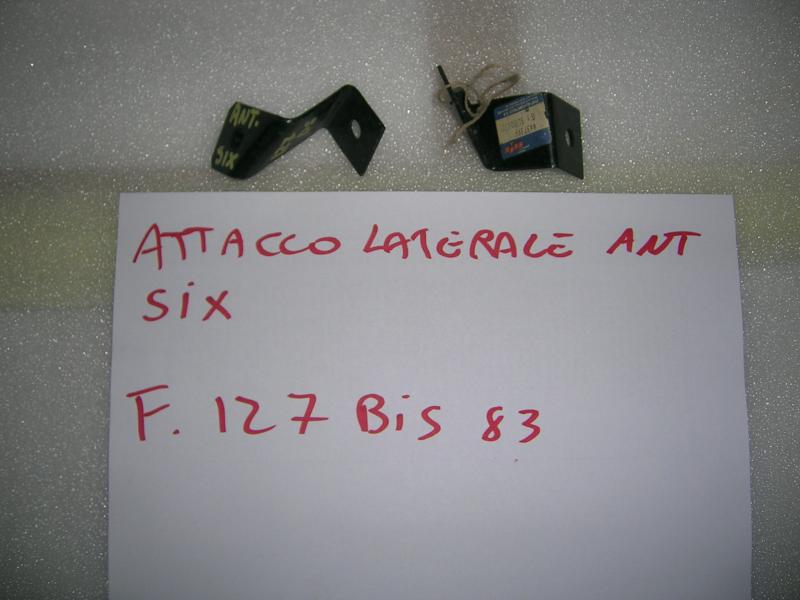 ANT.
SIX
ATTACCO LATERALE ANT
SiX
F. 127 BiS 83